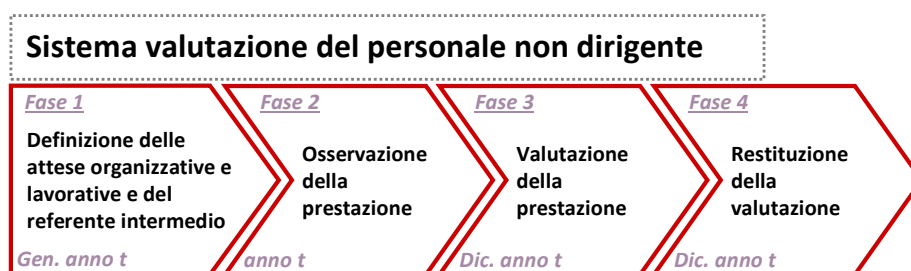 Sistema valutazione del personale non dirigente
Fase 1
Definizione delle
attese organizzative e
lavorative e del
referente intermedio
Gen. anno t
Fase 2
Osservazione
della
prestazione
anno t
Fase 3
Valutazione
della
prestazione
Dic. anno t
Fase 4
Restituzione
della
valutazione
Dic. anno t